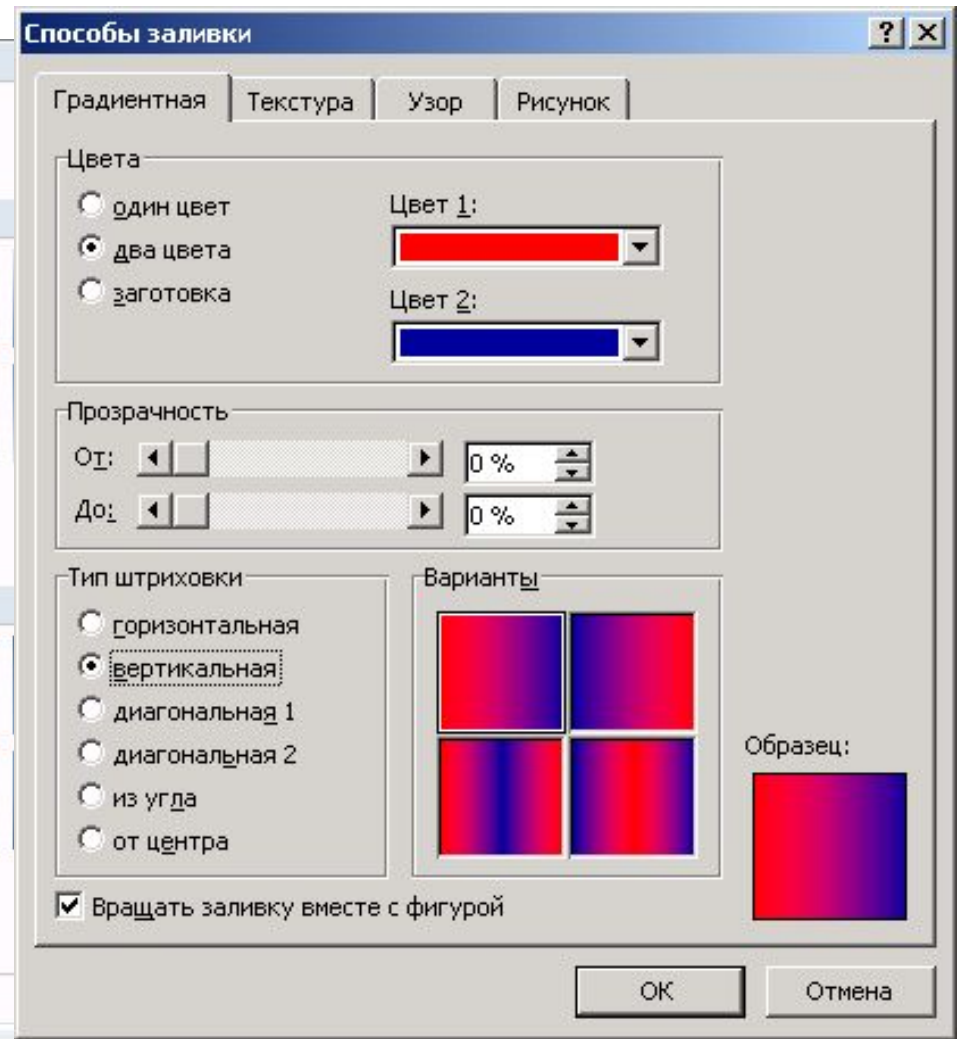 Способы заливки
Градиентная Текстура Узор Рисунок
Цвета
один цвет
два цвета
заготовка
Цвет 1:
Цвет 2:
Прозрачность
От: 0 %
До: 0 %
Тип штриховки
горизонтальная
вертикальная
диагональная 1
диагональная 2
из угла
от центра
Варианты
Образец:
Вращать заливку вместе с фигурой
ОК Отмена